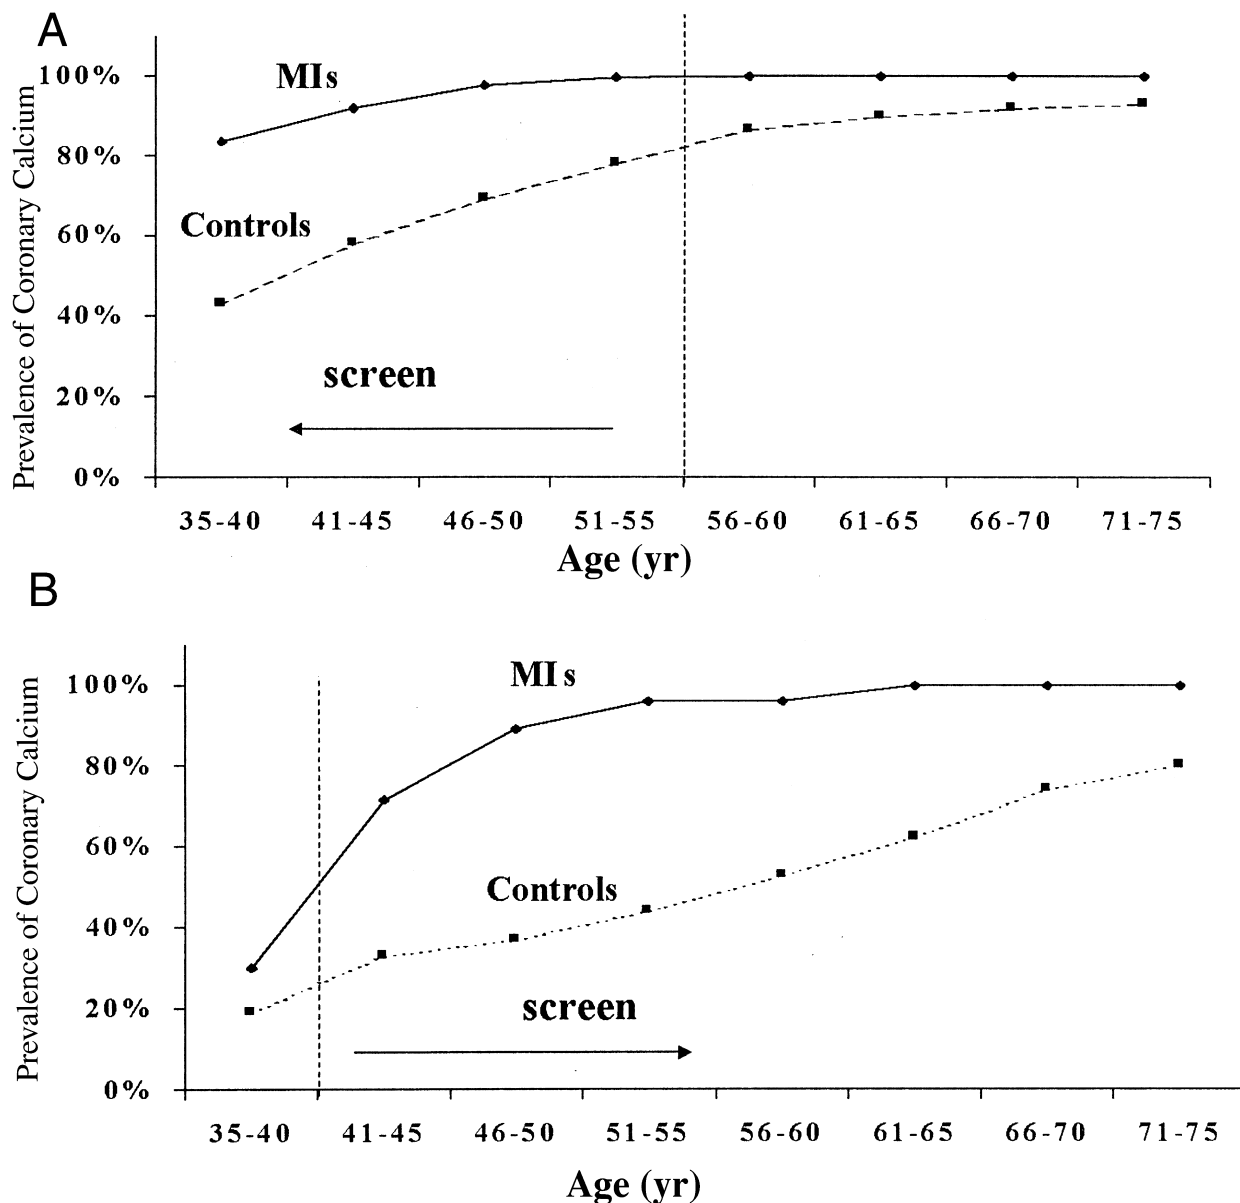 A
Prevalence of Coronary Calcium
100%
80%
60%
40%
20%
0%
MIs
Controls
screen
35-40 41-45 46-50 51-55 56-60 61-65 66-70 71-75
Age (yr)
B
Prevalence of Coronary Calcium
100%
80%
60%
40%
20%
0%
MIs
Controls
screen
35-40 41-45 46-50 51-55 56-60 61-65 66-70 71-75
Age (yr)